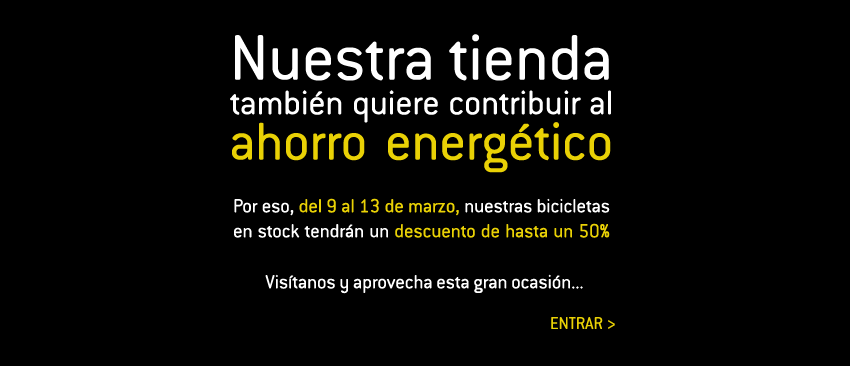 Nuestra tienda
también quiere contribuir al
ahorro energético
Por eso, del 9 al 13 de marzo, nuestras bicicletas
en stock tendrán un descuento de hasta un 50%
Visítanos y aprovecha esta gran ocasión...
ENTRAR >